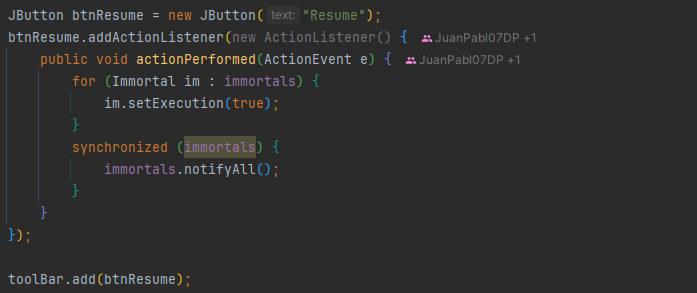 JButton btnResume = new JButton( text: "Resume");
btnResume.addActionListener(new ActionListener() { JuanPabl07DP +1
    public void actionPerformed(ActionEvent e) { JuanPabl07DP +1
        for (Immortal im : immortals) {
            im.setExecution(true);
        }
        synchronized (immortals) {
            immortals.notifyAll();
        }
    }
});
toolBar.add(btnResume);